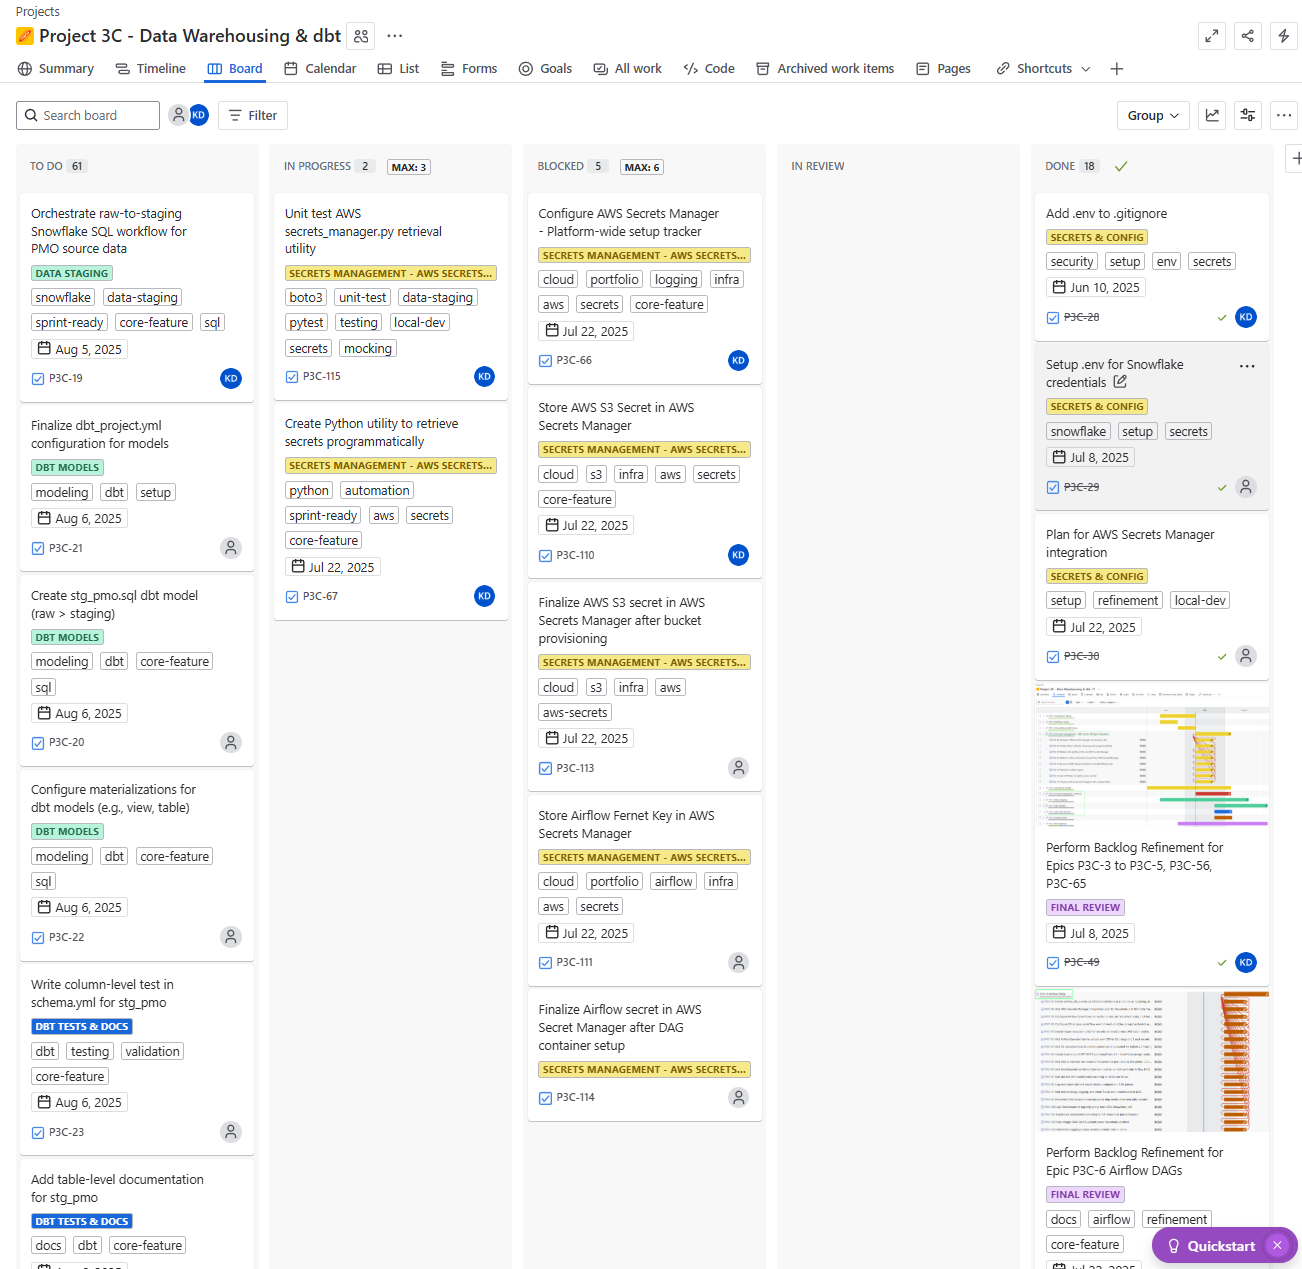 Projects
Project 3C - Data Warehousing & dbt
Summary Timeline Board Calendar List Forms Goals All work Code Archived work items Pages Shortcuts
Search board KD Filter Group
TO DO 61
Orchestrate raw-to-staging
Snowflake SQL workflow for
PMO source data
DATA STAGING
snowflake data-staging
sprint-ready core-feature sql
Aug 5, 2025
P3C-19 KD
Finalize dbt_project.yml
configuration for models
DBT MODELS
modeling dbt setup
Aug 6, 2025
P3C-21
Create stg_pmo.sql dbt model
(raw > staging)
DBT MODELS
modeling dbt core-feature
sql
Aug 6, 2025
P3C-20
Configure materializations for
dbt models (e.g., view, table)
DBT MODELS
modeling dbt core-feature
sql
Aug 6, 2025
P3C-22
Write column-level test in
schema.yml for stg_pmo
DBT TESTS & DOCS
dbt testing validation
core-feature
Aug 6, 2025
P3C-23
Add table-level documentation
for stg_pmo
DBT TESTS & DOCS
docs dbt core-feature
IN PROGRESS 2 MAX: 3
Unit test AWS
secrets_manager.py retrieval
utility
SECRETS MANAGEMENT - AWS SECRETS...
boto3 unit-test data-staging
pytest testing local-dev
secrets mocking
P3C-115 KD
Create Python utility to retrieve
secrets programmatically
SECRETS MANAGEMENT - AWS SECRETS...
python automation
sprint-ready aws secrets
core-feature
Jul 22, 2025
P3C-67 KD
BLOCKED 5 MAX: 6
Configure AWS Secrets Manager
- Platform-wide setup tracker
SECRETS MANAGEMENT - AWS SECRETS...
cloud portfolio logging infra
aws secrets core-feature
Jul 22, 2025
P3C-66 KD
Store AWS S3 Secret in AWS
Secrets Manager
SECRETS MANAGEMENT - AWS SECRETS...
cloud s3 infra aws secrets
core-feature
Jul 22, 2025
P3C-110 KD
Finalize AWS S3 secret in AWS
Secrets Manager after bucket
provisioning
SECRETS MANAGEMENT - AWS SECRETS...
cloud s3 infra aws
aws-secrets
Jul 22, 2025
P3C-113
Store Airflow Fernet Key in AWS
Secrets Manager
SECRETS MANAGEMENT - AWS SECRETS...
cloud portfolio airflow infra
aws secrets
Jul 22, 2025
P3C-111
Finalize Airflow secret in AWS
Secret Manager after DAG
container setup
SECRETS MANAGEMENT - AWS SECRETS...
P3C-114
IN REVIEW
DONE 18
Add .env to .gitignore
SECRETS & CONFIG
security setup env secrets
Jun 10, 2025
P3C-28 KD
Setup .env for Snowflake
credentials
SECRETS & CONFIG
snowflake setup secrets
Jul 8, 2025
P3C-29
Plan for AWS Secrets Manager
integration
SECRETS & CONFIG
setup refinement local-dev
Jul 22, 2025
P3C-30
Perform Backlog Refinement for
Epics P3C-3 to P3C-5, P3C-56,
P3C-65
FINAL REVIEW
Jul 8, 2025
P3C-49 KD
Perform Backlog Refinement for
Epic P3C-6 Airflow DAGs
FINAL REVIEW
docs airflow refinement
core-feature
Quickstart